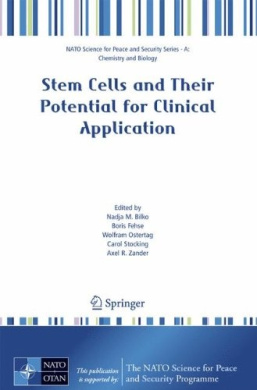 NATO Science for Peace and Security Series - A:
Chemistry and Biology
Stem Cells and Their
Potential for Clinical
Application
Edited by
Nadja M. Bilko
Boris Fehse
Wolfram Ostertag
Carol Stocking
Axel R. Zander
Springer
NATO
OTAN
This publication
is supported by:
The NATO Science for Peace
and Security Programme